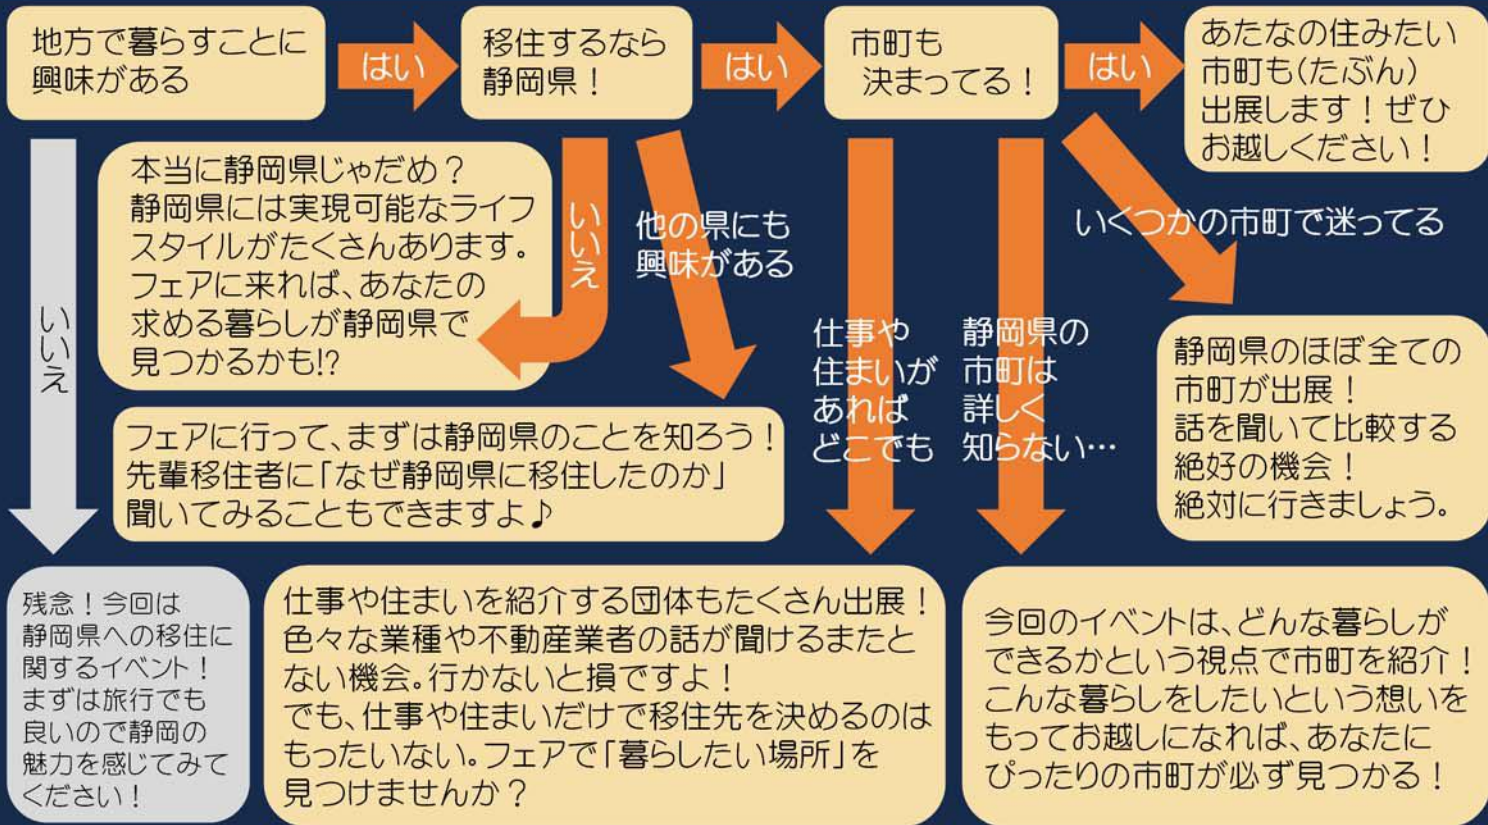 地方で暮らすことに
興味がある
はい
移住するなら
静岡県！
はい
市町も
決まってる！
はい
あたなの住みたい
市町も(たぶん)
出展します！ぜひ
お越しください！
いいえ
本当に静岡県じゃだめ？
静岡県には実現可能なライフ
スタイルがたくさんあります。
フェアに来れば、あなたの
求める暮らしが静岡県で
見つかるかも!?
いいえ
他の県にも
興味がある
フェアに行って、まずは静岡県のことを知ろう！
先輩移住者に「なぜ静岡県に移住したのか」
聞いてみることもできますよ♪
仕事や
住まいが
あれば
どこでも
静岡県の
市町は
詳しく
知らない…
いくつかの市町で迷ってる
静岡県のほぼ全ての
市町が出展！
話を聞いて比較する
絶好の機会！
絶対に行きましょう。
残念！今回は
静岡県への移住に
関するイベント！
まずは旅行でも
良いので静岡の
魅力を感じてみて
ください！
仕事や住まいを紹介する団体もたくさん出展！
色々な業種や不動産業者の話が聞けるまたと
ない機会。行かないと損ですよ！
でも、仕事や住まいだけで移住先を決めるのは
もったいない。フェアで「暮らしたい場所」を
見つけませんか？
今回のイベントは、どんな暮らしが
できるかという視点で市町を紹介！
こんな暮らしをしたいという想いを
もってお越しになれば、あなたに
ぴったりの市町が必ず見つかる！